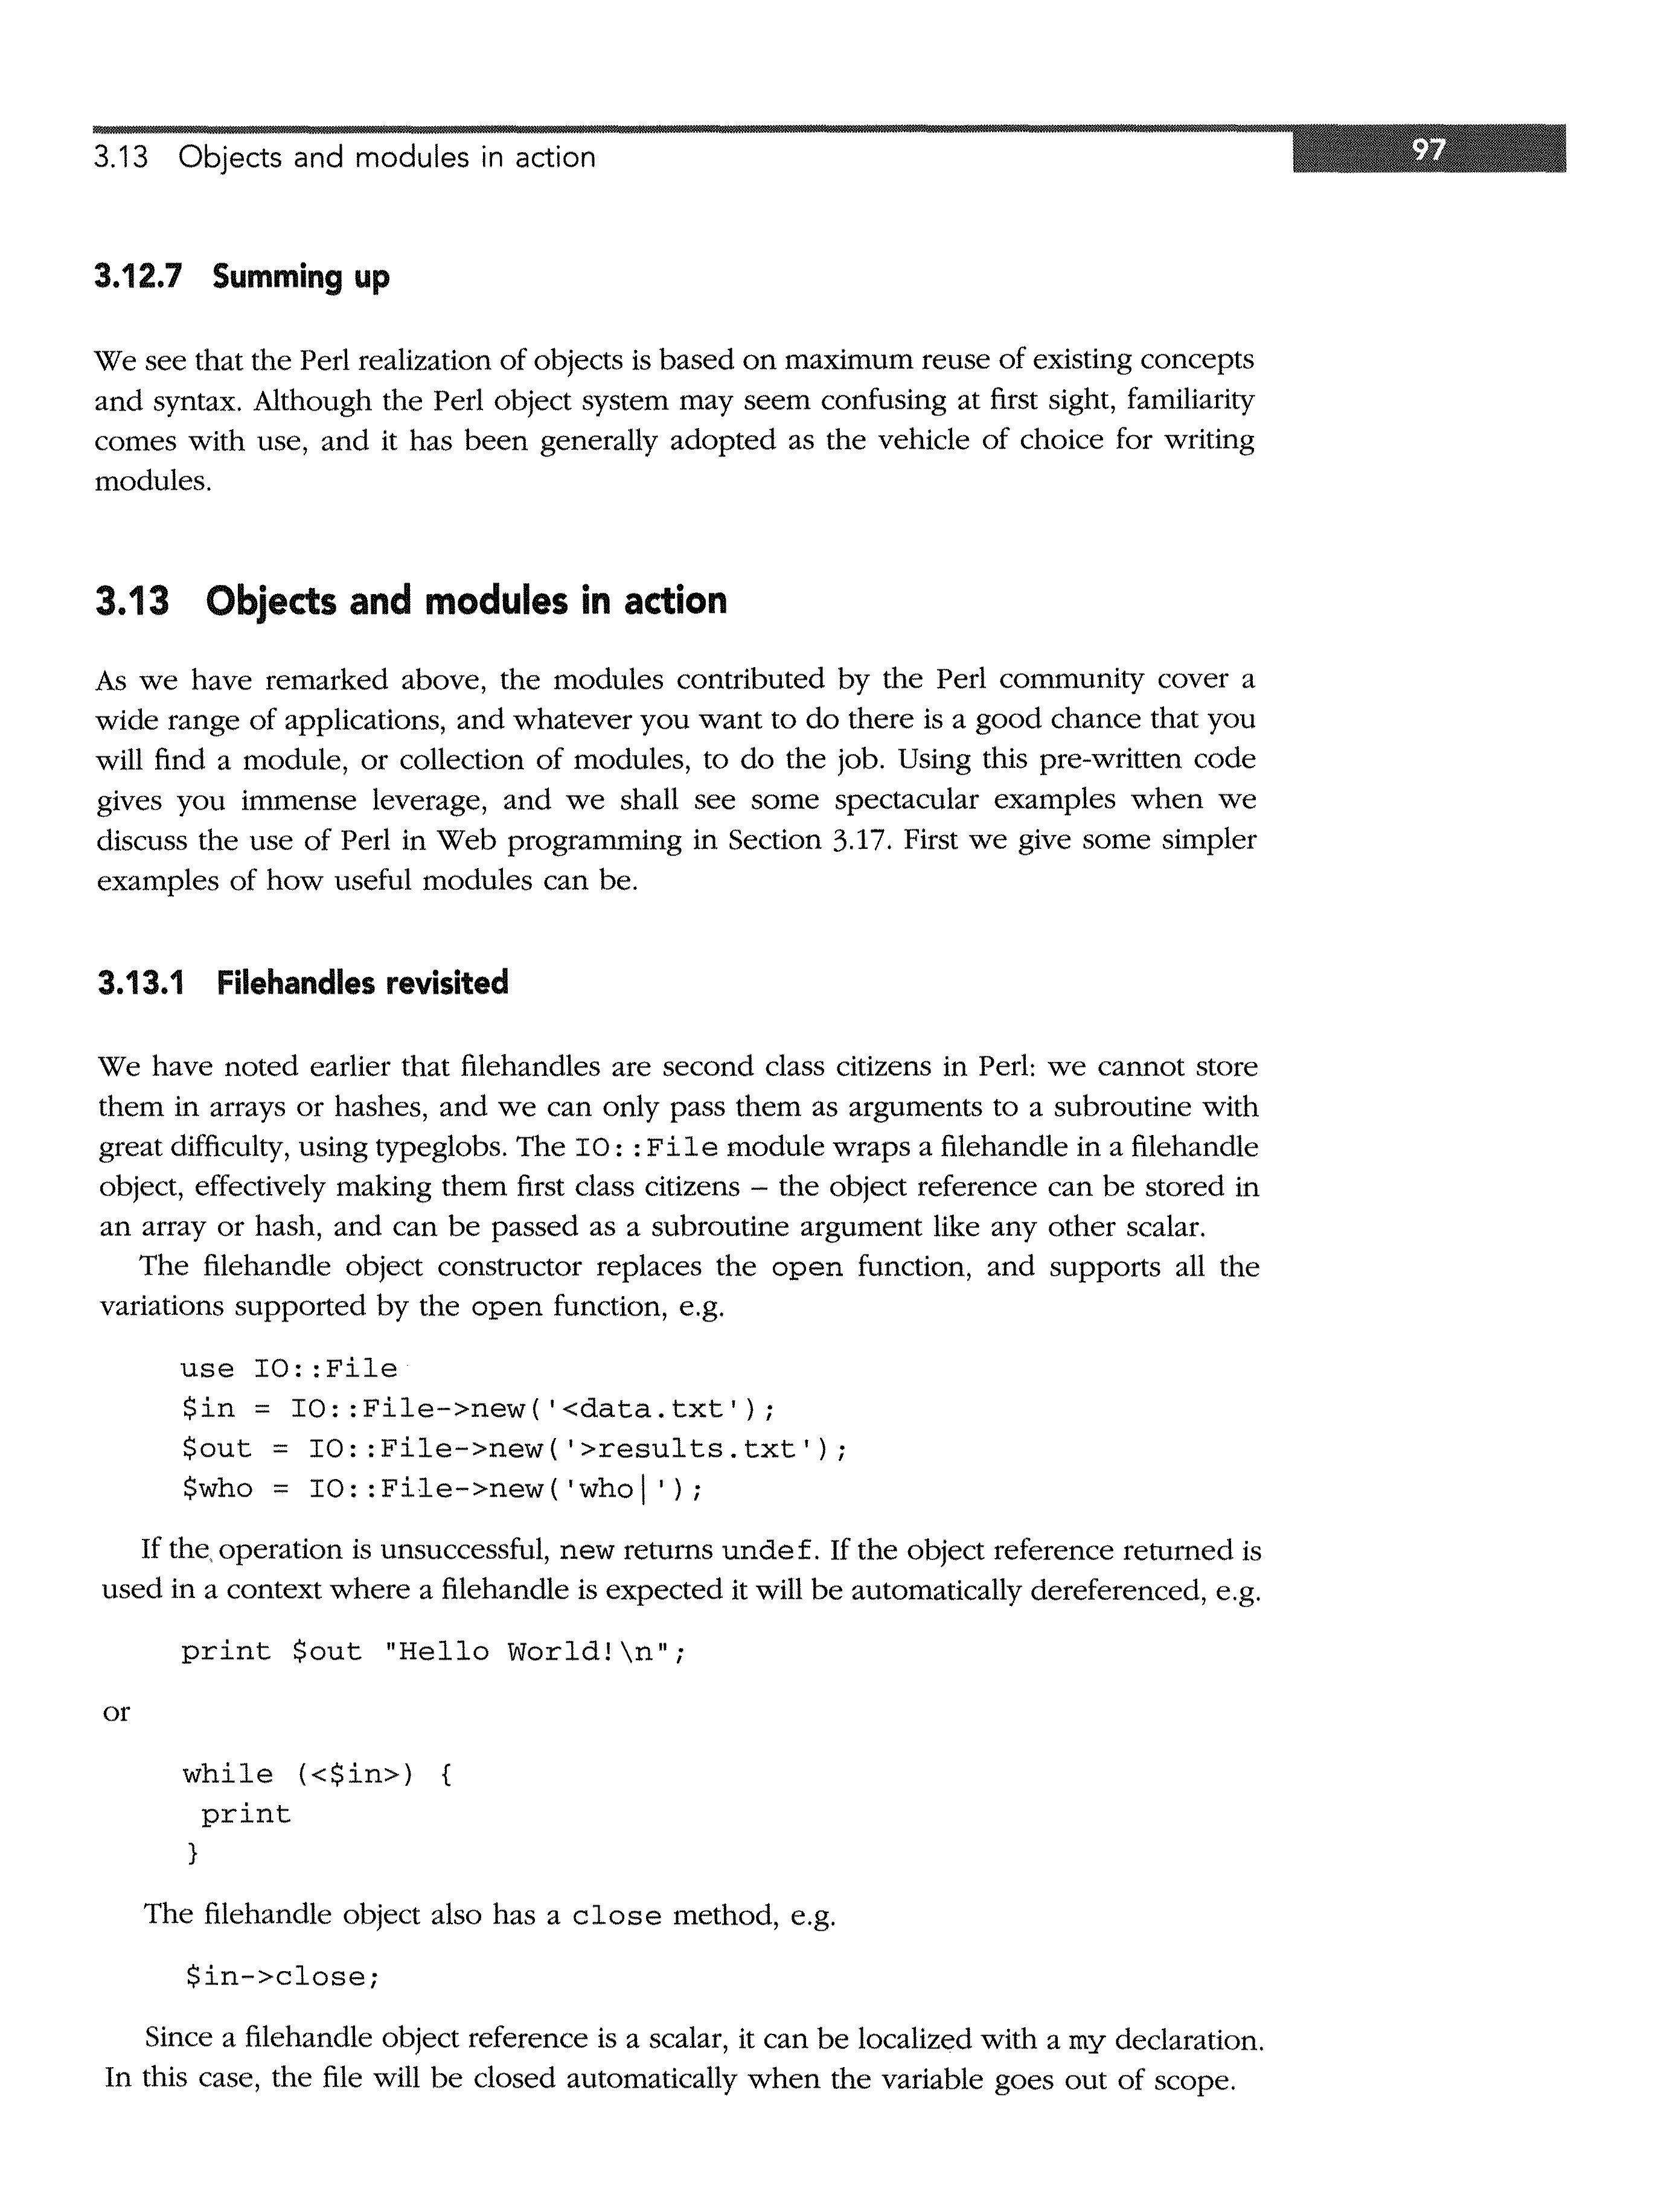 3.13 Objects and modules in action
97
3.12.7 Summing up
We see that the Perl realization of objects is based on maximum reuse of existing concepts
and syntax. Although the Perl object system may seem confusing at first sight, familiarity
comes with use, and it has been generally adopted as the vehicle of choice for writing
modules.
3.13 Objects and modules in action
As we have remarked above, the modules contributed by the Perl community cover a
wide range of applications, and whatever you want to do there is a good chance that you
will find a module, or collection of modules, to do the job. Using this pre-written code
gives you immense leverage, and we shall see some spectacular examples when we
discuss the use of Perl in Web programming in Section 3.17. First we give some simpler
examples of how useful modules can be.
3.13.1 Filehandles revisited
We have noted earlier that filehandles are second class citizens in Perl: we cannot store
them in arrays or hashes, and we can only pass them as arguments to a subroutine with
great difficulty, using typeglobs. The IO::File module wraps a filehandle in a filehandle
object, effectively making them first class citizens – the object reference can be stored in
an array or hash, and can be passed as a subroutine argument like any other scalar.
The filehandle object constructor replaces the open function, and supports all the
variations supported by the open function, e.g.
use IO::File
$in = IO::File->new('<data.txt');
$out = IO::File->new('>results.txt');
$who = IO::File->new('who|');
If the operation is unsuccessful, new returns undef. If the object reference returned is
used in a context where a filehandle is expected it will be automatically dereferenced, e.g.
print $out "Hello World!\n";
or
while (<$in>) {
print
}
The filehandle object also has a close method, e.g.
$in->close;
Since a filehandle object reference is a scalar, it can be localized with a my declaration.
In this case, the file will be closed automatically when the variable goes out of scope.